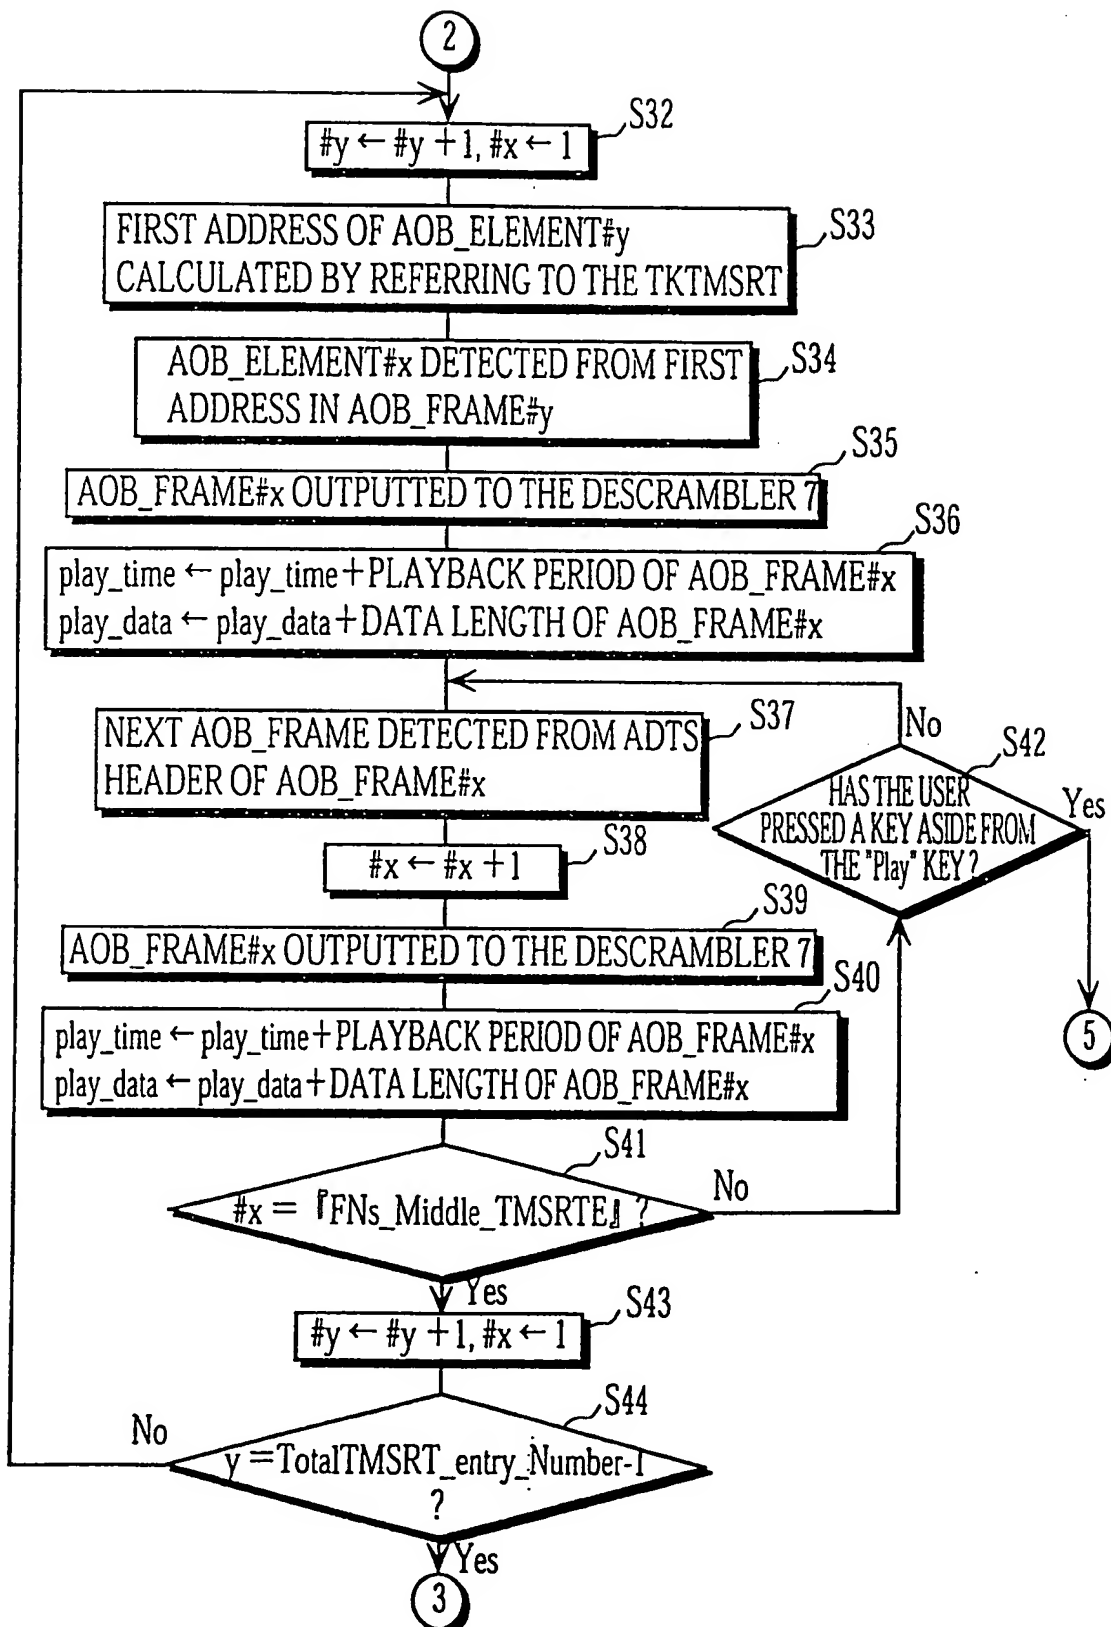 2
S32
#y ← #y + 1, #x ← 1
S33
FIRST ADDRESS OF AOB_ELEMENT#y
CALCULATED BY REFERRING TO THE TKTMSRT
S34
AOB_ELEMENT#x DETECTED FROM FIRST
ADDRESS IN AOB_FRAME#y
S35
AOB_FRAME#x OUTPUTTED TO THE DESCRAMBLER 7
S36
play_time ← play_time+PLAYBACK PERIOD OF AOB_FRAME#x
play_data ← play_data+DATA LENGTH OF AOB_FRAME#x
S37
NEXT AOB_FRAME DETECTED FROM ADTS
HEADER OF AOB_FRAME#x
No
S42
HAS THE USER
PRESSED A KEY ASIDE FROM
THE "Play" KEY ?
Yes
S38
#x ← #x + 1
S39
AOB_FRAME#x OUTPUTTED TO THE DESCRAMBLER 7
S40
play_time ← play_time+PLAYBACK PERIOD OF AOB_FRAME#x
play_data ← play_data+DATA LENGTH OF AOB_FRAME#x
5
S41
#x = 『FNs_Middle_TMSRTE』 ?
No
Yes
S43
#y ← #y + 1, #x ← 1
S44
No
y =TotalTMSRT_entry_Number-1
?
Yes
3